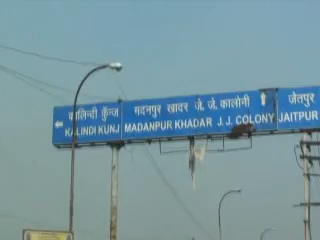 कालिन्दी कुँन्ज
KALINDI KUNJ
मदनपुर खादर जे. जे. कालोनी
MADANPUR KHADAR J. J. COLONY
जैतपुर
JAITPUR